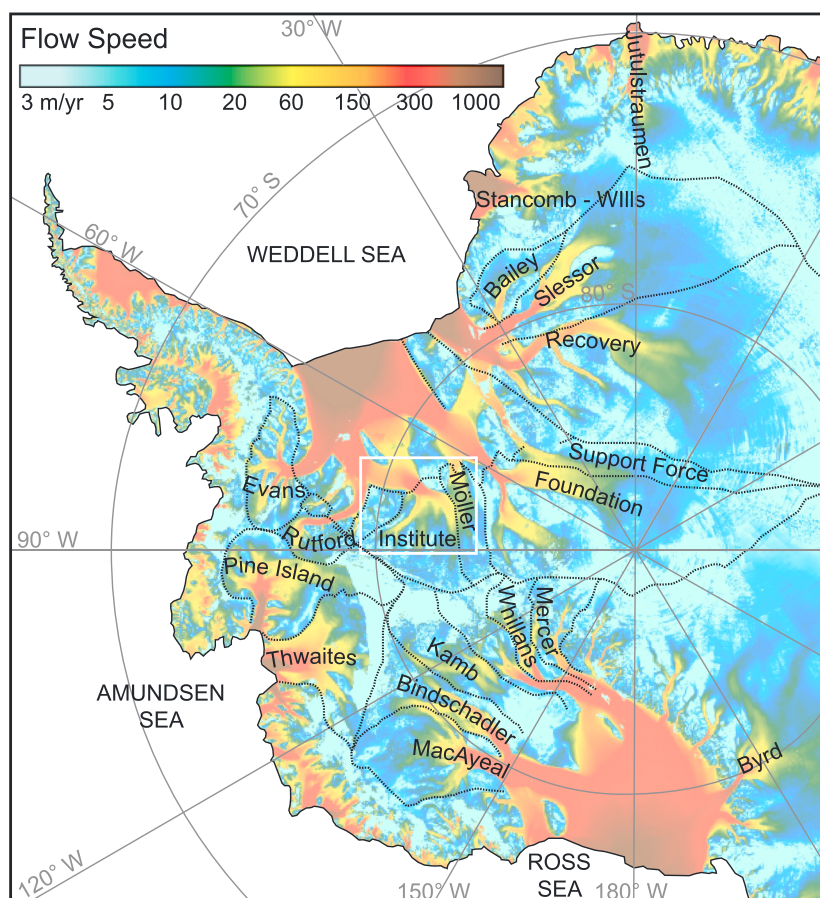 Flow Speed
3 m/yr 5 10 20 60 150 300 1000
30° W
Jutulstraumen
70° S
60° W
Stancomb - WIlls
WEDDELL SEA
Bailey
Slessor
80° S
Recovery
Support Force
Foundation
Möller
Evans
Rutford
Institute
90° W
Pine Island
Whillans
Mercer
Thwaites
Kamb
Bindschadler
MacAyeal
AMUNDSEN
SEA
Byrd
120° W
150° W
ROSS
SEA
180° W